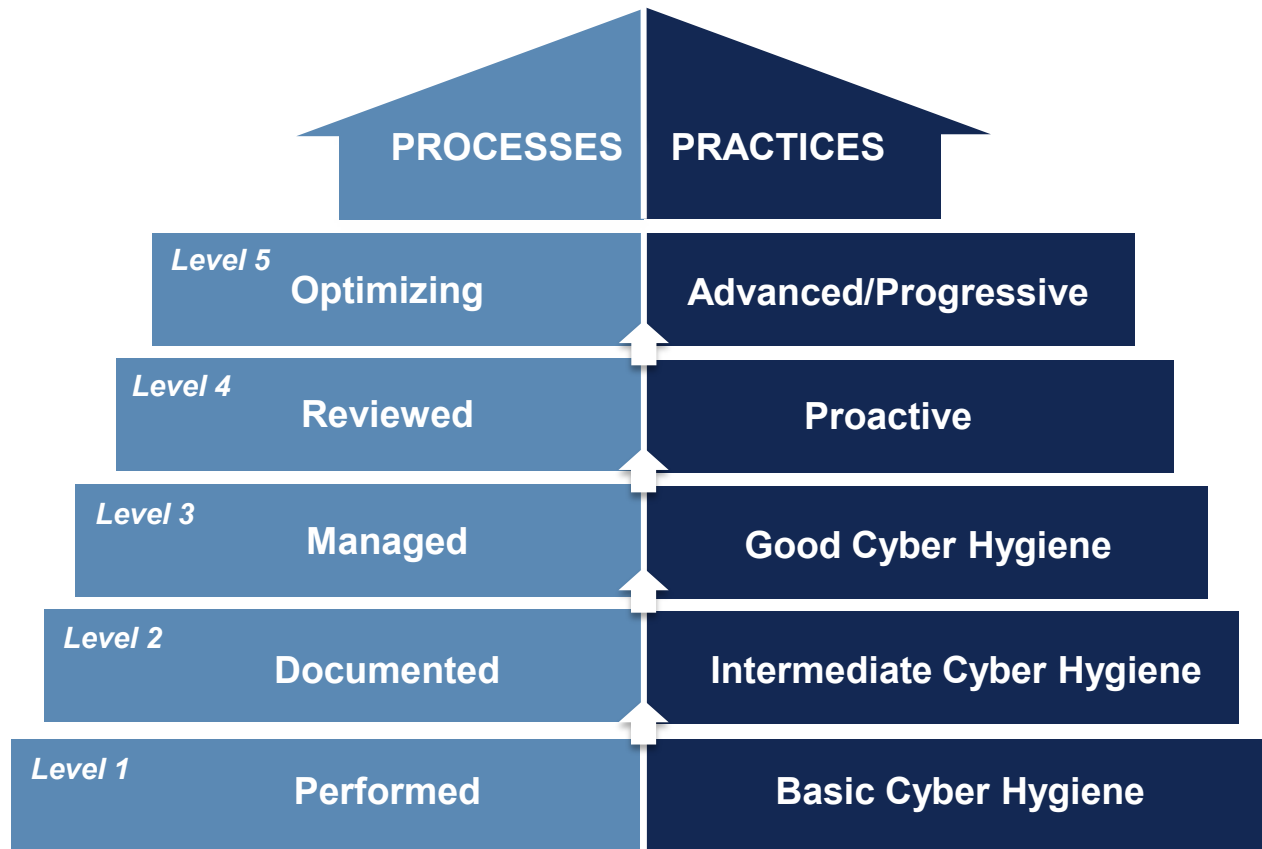 PROCESSES PRACTICES
Level 5
Optimizing Advanced/Progressive
Level 4
Reviewed Proactive
Level 3
Managed Good Cyber Hygiene
Level 2
Documented Intermediate Cyber Hygiene
Level 1
Performed Basic Cyber Hygiene